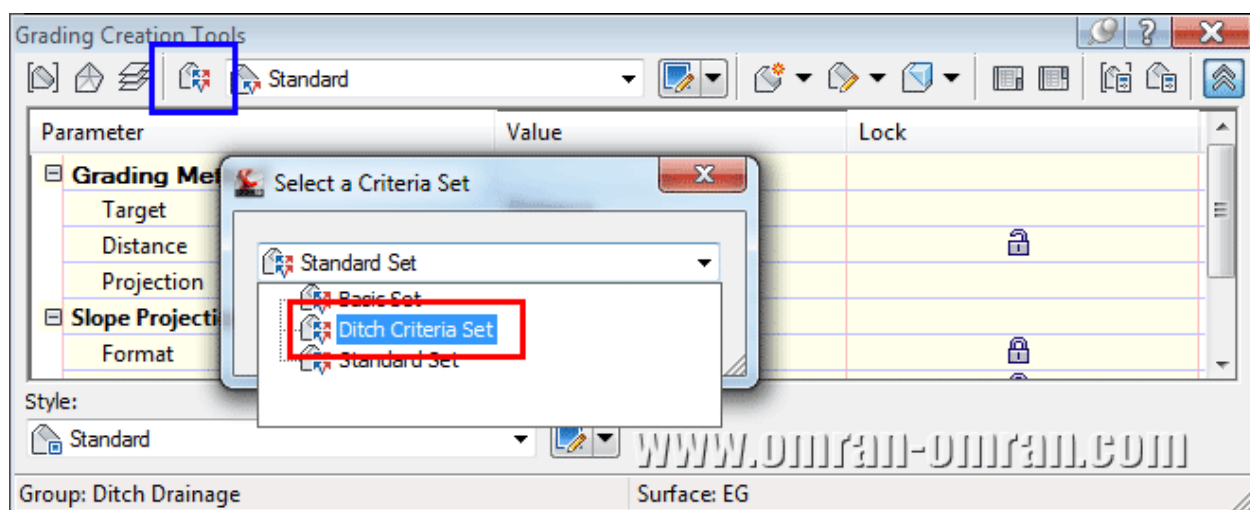 Grading Creation Tools
Standard
Parameter Value Lock
Grading Met
Select a Criteria Set
Target
Distance
Standard Set
Projection
Basic Set
Slope Projecti
Ditch Criteria Set
Format
Standard Set
Style:
Standard
www.omran-omran.com
Group: Ditch Drainage Surface: EG